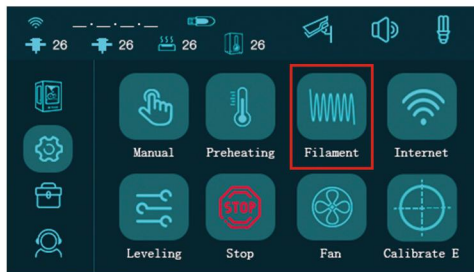 _._._._
26 26 26 26
Manual Preheating Filament Internet
STOP
Leveling Stop Fan Calibrate E